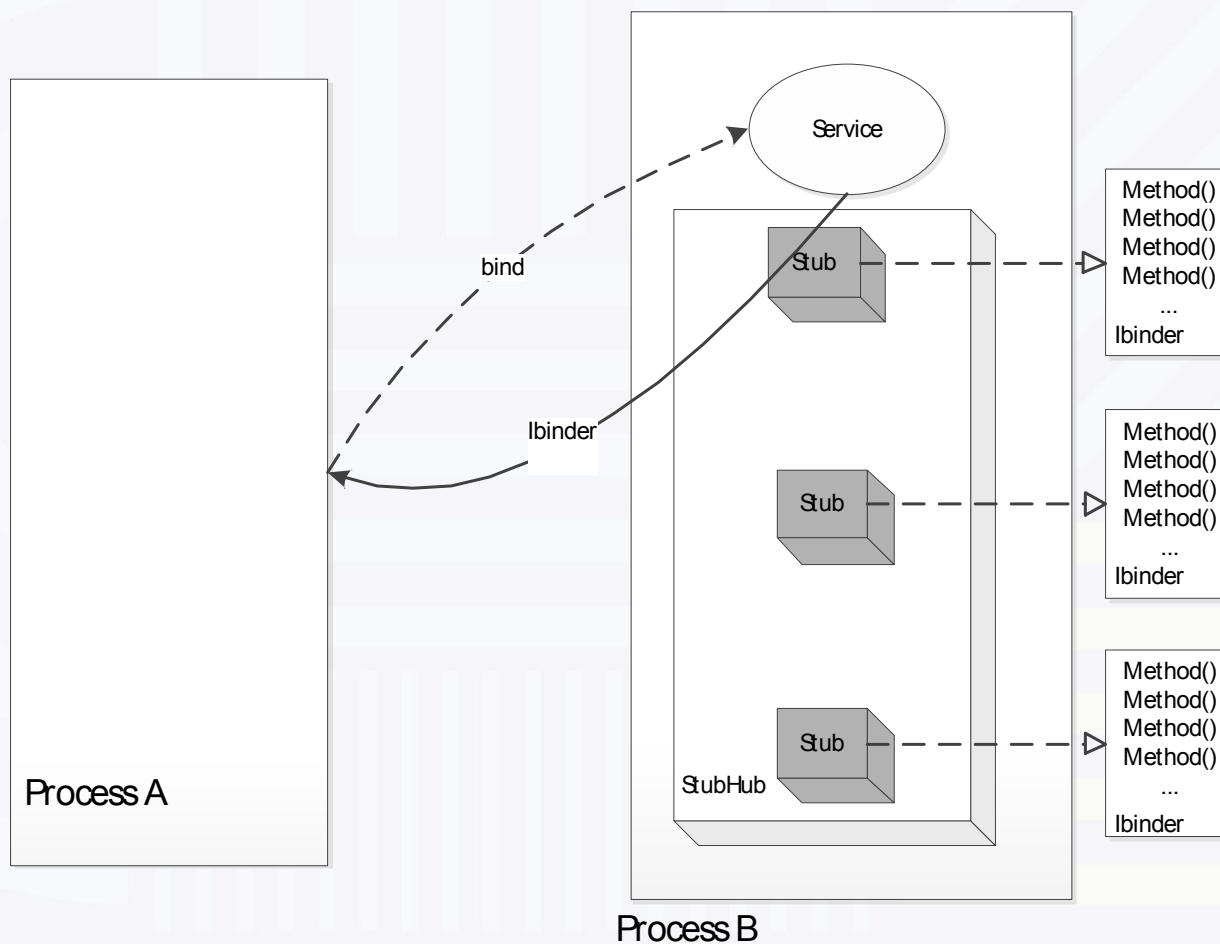 Service
Method()
Method()
Method()
Method()
...
Ibinder
Stub
bind
Ibinder
Method()
Method()
Method()
Method()
...
Ibinder
Stub
Method()
Method()
Method()
Method()
...
Ibinder
Stub
StubHub
Process A
Process B